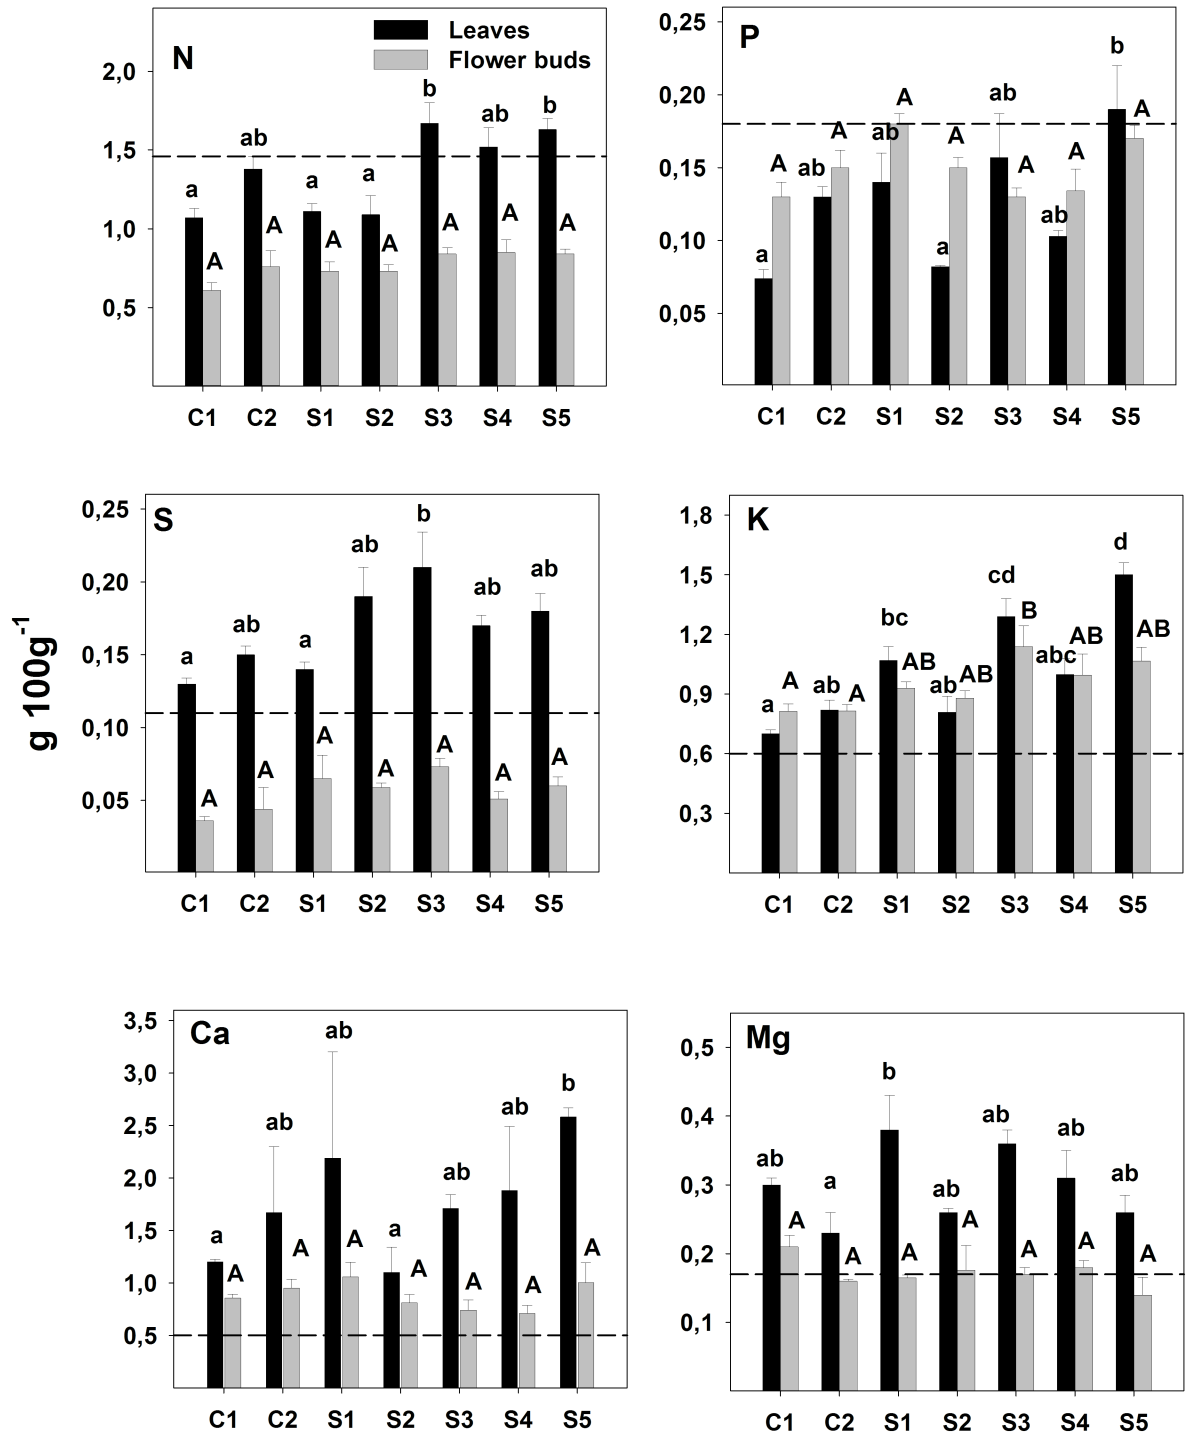 N
Leaves
Flower buds
2,0
1,5
1,0
0,5
a
ab
a
a
b
ab
b
A
A
A
A
A
A
A
C1 C2 S1 S2 S3 S4 S5
P
0,25
0,20
0,15
0,10
0,05
a
ab
ab
a
ab
ab
b
A
A
A
A
A
A
A
C1 C2 S1 S2 S3 S4 S5
g 100g-1
S
0,25
0,20
0,15
0,10
0,05
a
ab
a
ab
b
ab
ab
A
A
A
A
A
A
A
C1 C2 S1 S2 S3 S4 S5
K
1,8
1,5
1,2
0,9
0,6
0,3
a
ab
bc
ab
cd
abc
d
A
A
AB
AB
B
AB
AB
C1 C2 S1 S2 S3 S4 S5
Ca
3,5
3,0
2,5
2,0
1,5
1,0
0,5
a
ab
ab
a
ab
ab
b
A
A
A
A
A
A
A
C1 C2 S1 S2 S3 S4 S5
Mg
0,5
0,4
0,3
0,2
0,1
ab
a
b
ab
ab
ab
ab
A
A
A
A
A
A
A
C1 C2 S1 S2 S3 S4 S5